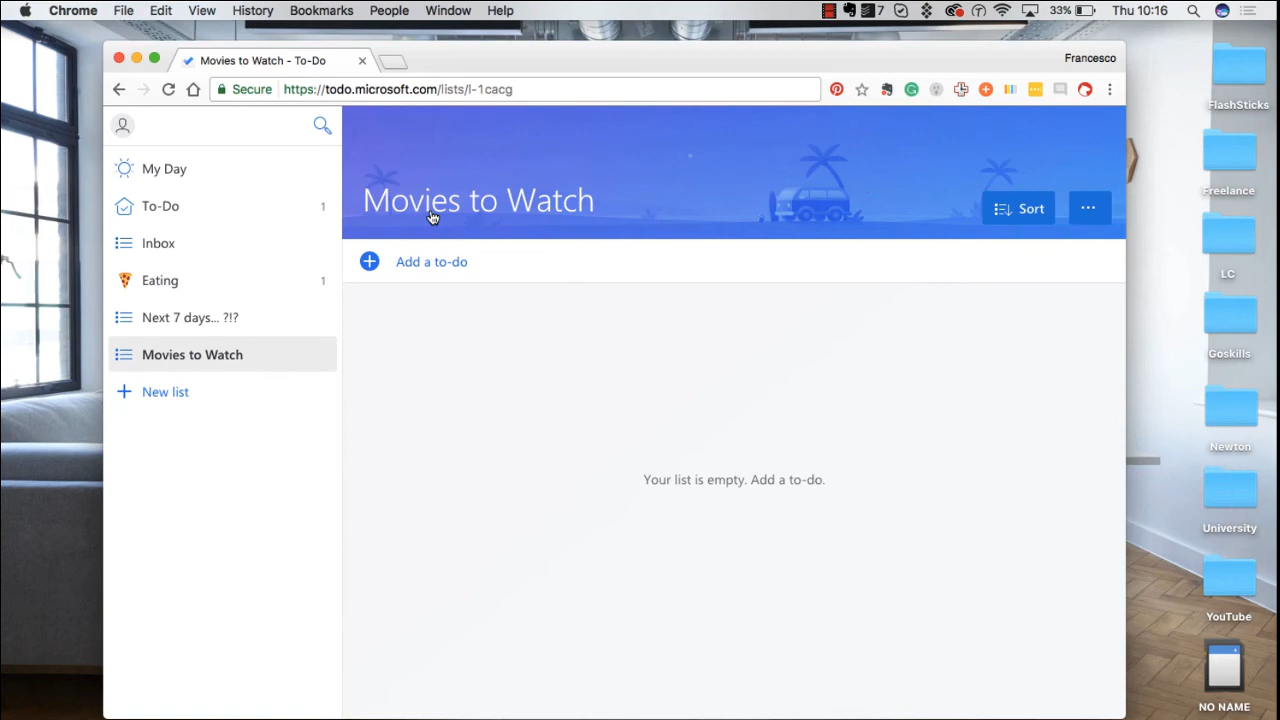 Chrome File Edit View History Bookmarks People Window Help 7 33% Thu 10:16
Movies to Watch - To-Do
Francesco
Secure https://todo.microsoft.com/lists/l-1cacg
My Day
To-Do 1
Inbox
Eating 1
Next 7 days... ?!?
Movies to Watch
New list
Movies to Watch
Sort
Add a to-do
Your list is empty. Add a to-do.
FlashSticks
Freelance
LC
Goskills
Newton
University
YouTube
NO NAME